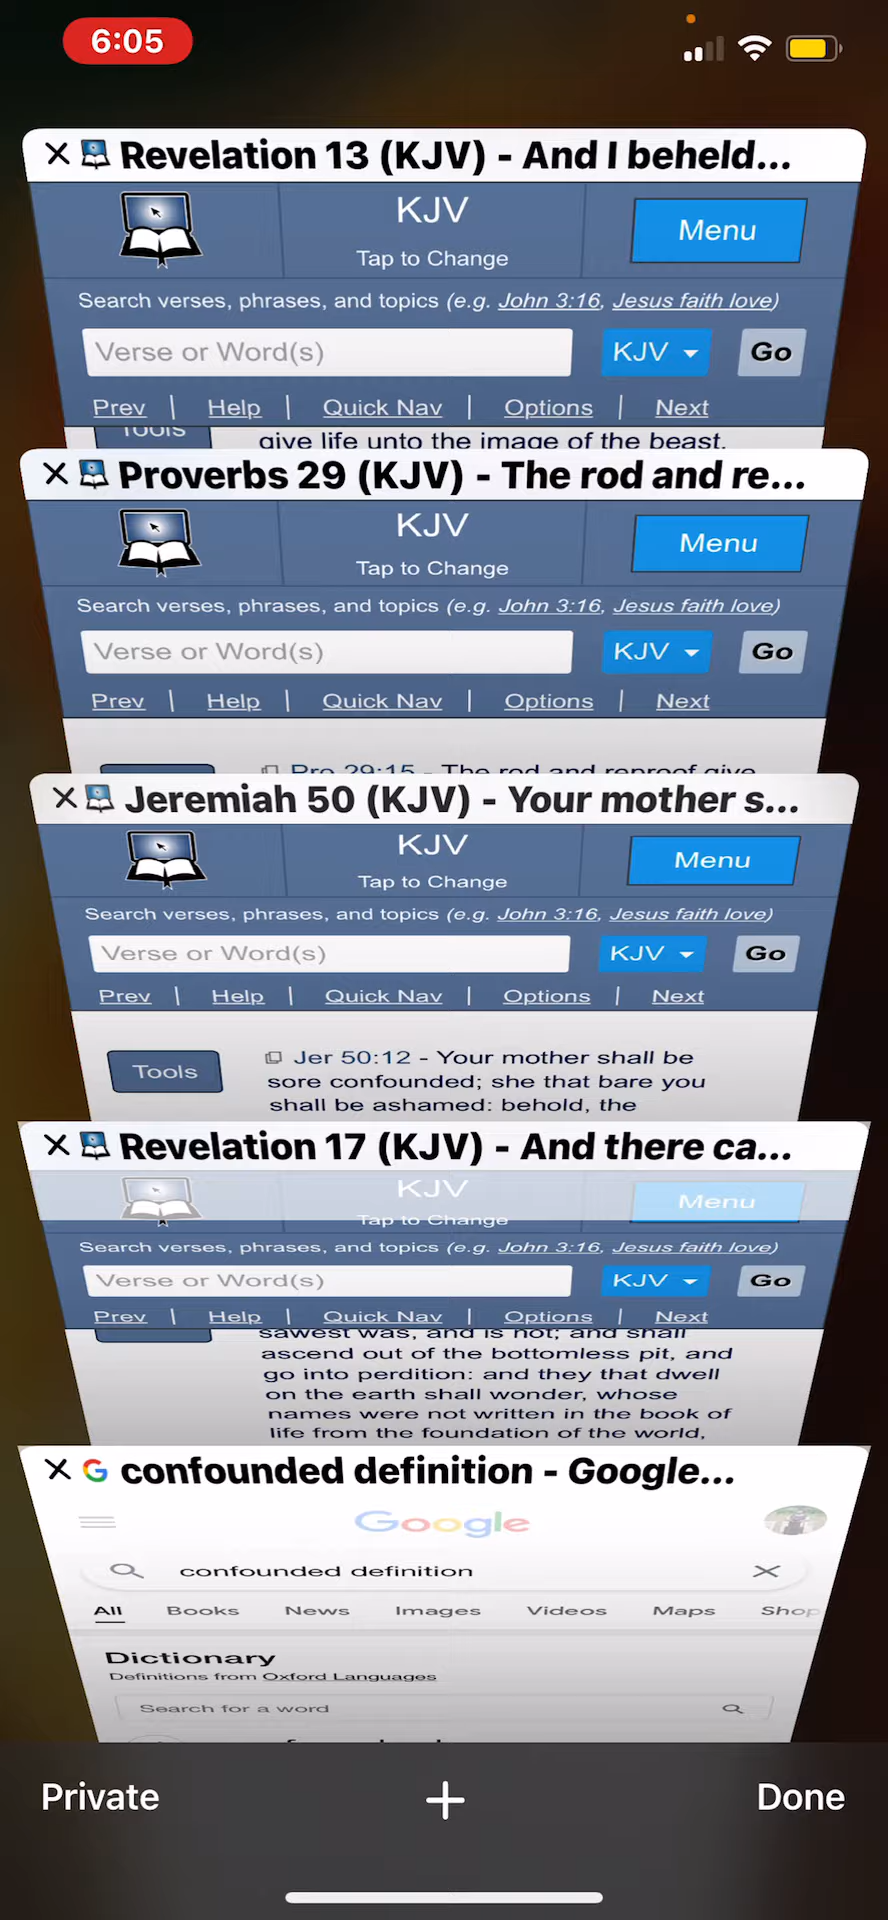 6:05
Revelation 13 (KJV) - And I beheld...
KJV
Menu
Tap to Change
Search verses, phrases, and topics (e.g. John 3:16, Jesus faith love)
Verse or Word(s)
KJV
Go
Prev | Help | Quick Nav | Options | Next
Tools
give life unto the image of the beast.
Proverbs 29 (KJV) - The rod and re...
KJV
Menu
Tap to Change
Search verses, phrases, and topics (e.g. John 3:16, Jesus faith love)
Verse or Word(s)
KJV
Go
Prev | Help | Quick Nav | Options | Next
Pro 29:15 - The rod and reproof give
Jeremiah 50 (KJV) - Your mother s...
KJV
Menu
Tap to Change
Search verses, phrases, and topics (e.g. John 3:16, Jesus faith love)
Verse or Word(s)
KJV
Go
Prev | Help | Quick Nav | Options | Next
Tools
Jer 50:12 - Your mother shall be
sore confounded; she that bare you
shall be ashamed: behold, the
Revelation 17 (KJV) - And there ca...
KJV
Menu
Tap to Change
Search verses, phrases, and topics (e.g. John 3:16, Jesus faith love)
Verse or Word(s)
KJV
Go
Prev | Help | Quick Nav | Options | Next
sawest was, and is not; and shall
ascend out of the bottomless pit, and
go into perdition: and they that dwell
on the earth shall wonder, whose
names were not written in the book of
life from the foundation of the world,
confounded definition - Google...
Google
confounded definition
All Books News Images Videos Maps Shop
Dictionary
Definitions from Oxford Languages
Search for a word
Private
Done